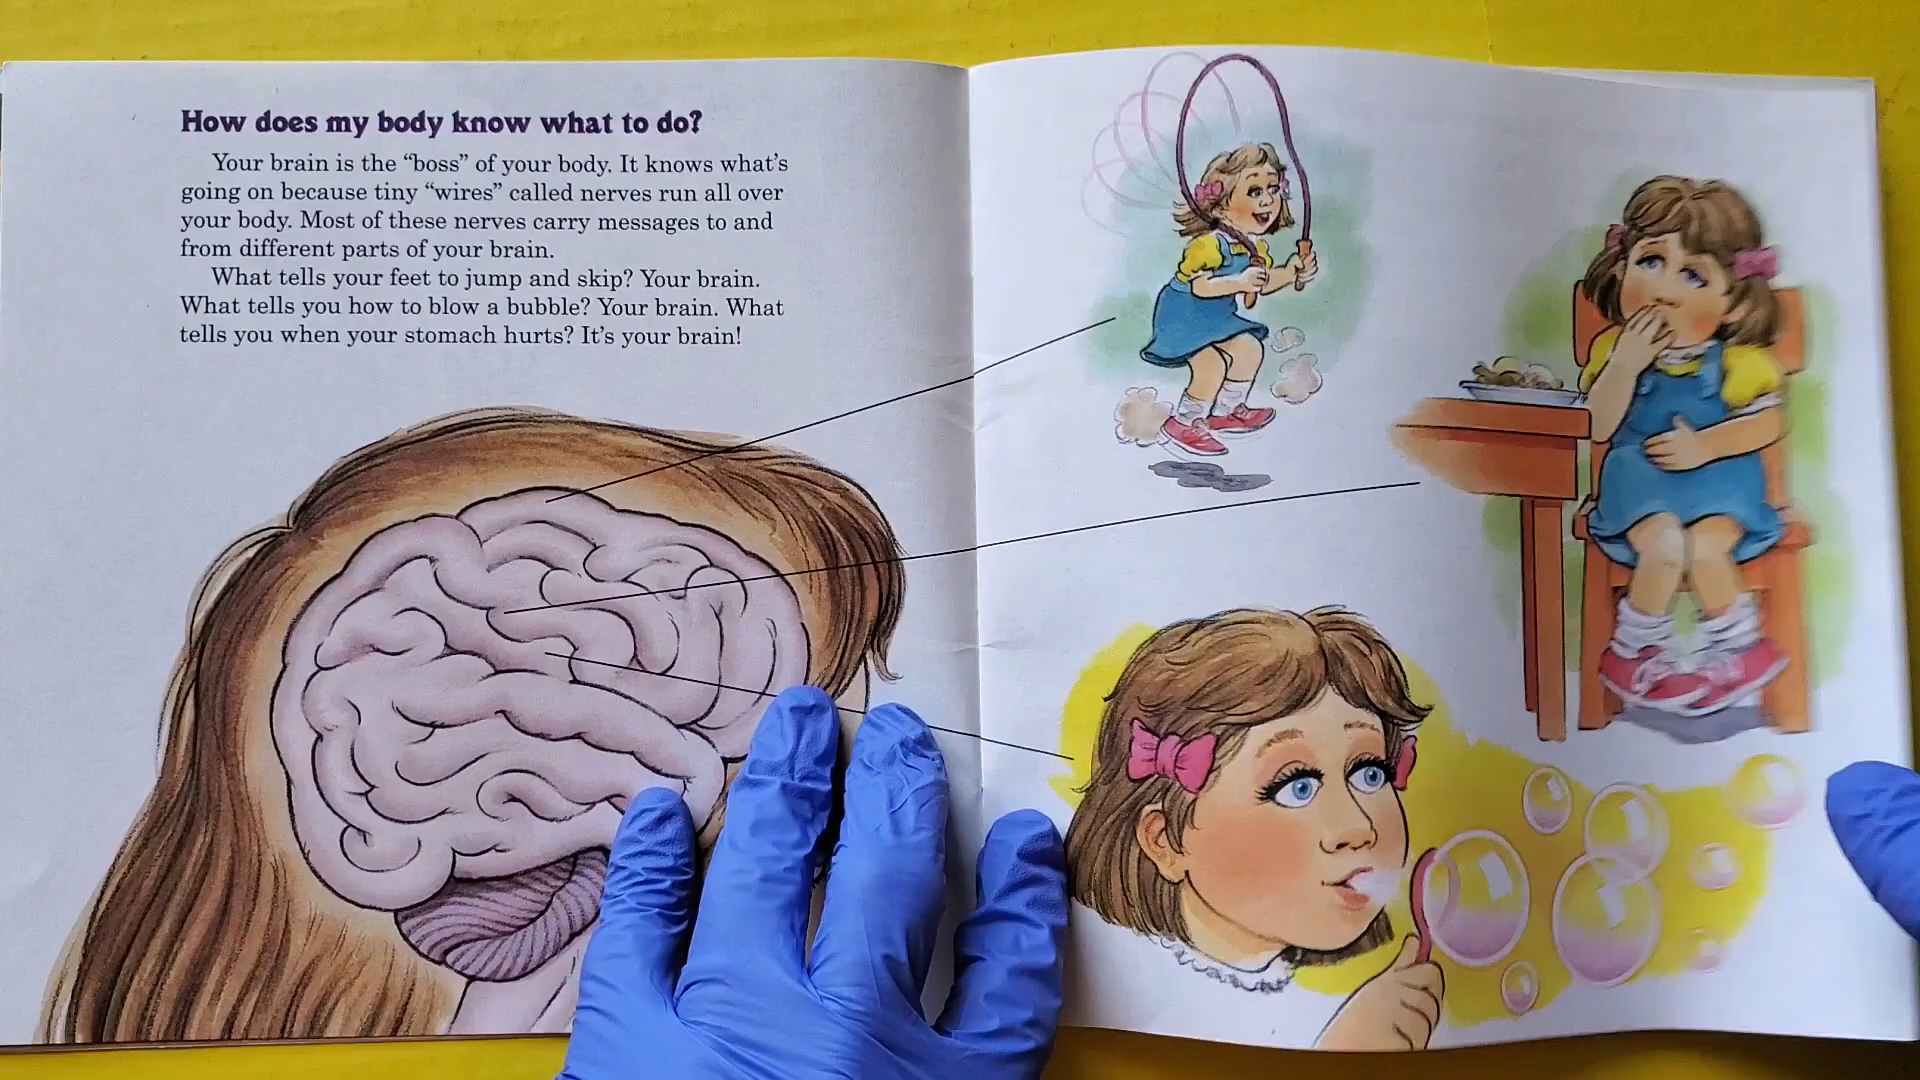 How does my body know what to do?
Your brain is the “boss” of your body. It knows what’s
going on because tiny “wires” called nerves run all over
your body. Most of these nerves carry messages to and
from different parts of your brain.
What tells your feet to jump and skip? Your brain.
What tells you how to blow a bubble? Your brain. What
tells you when your stomach hurts? It’s your brain!